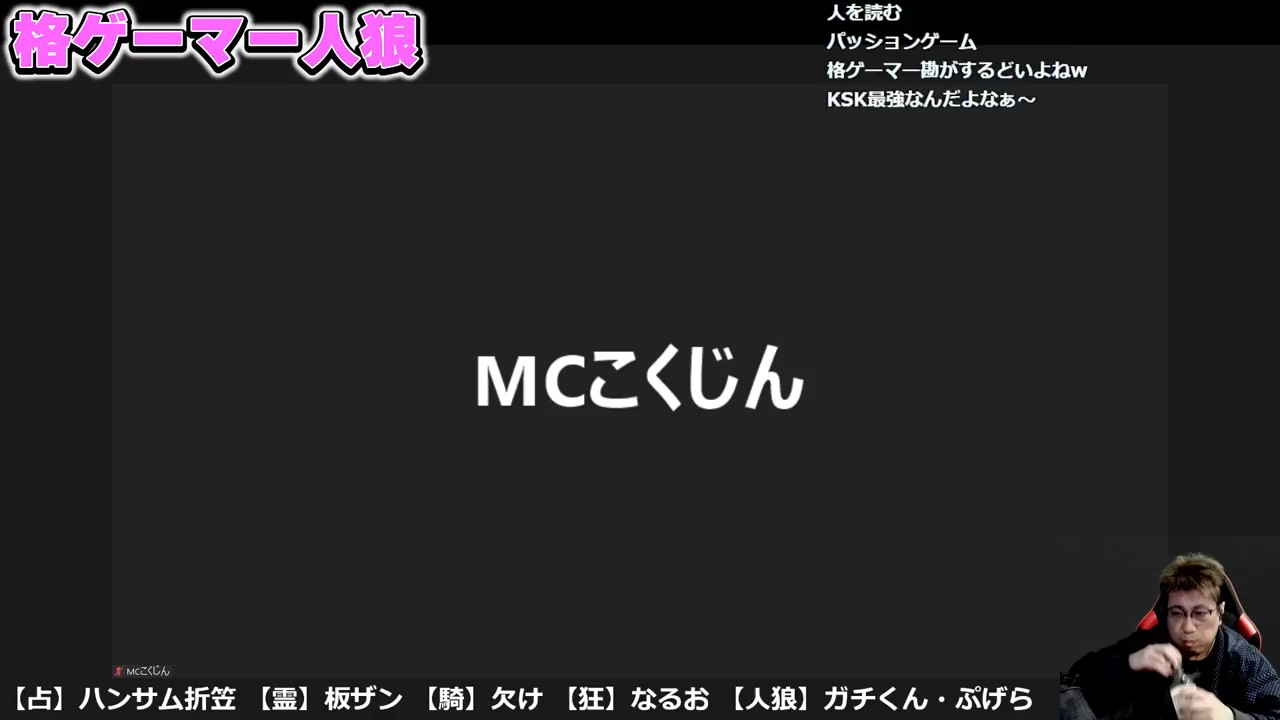 格ゲーマー人狼
人を読む
パッションゲーム
格ゲーマー勘がするどいよねw
KSK最強なんだよなぁ～
MCこくじん
MCこくじん
【占】ハンサム折笠 【霊】板ザン 【騎】欠け 【狂】なるお 【人狼】ガチくん・ぷげら